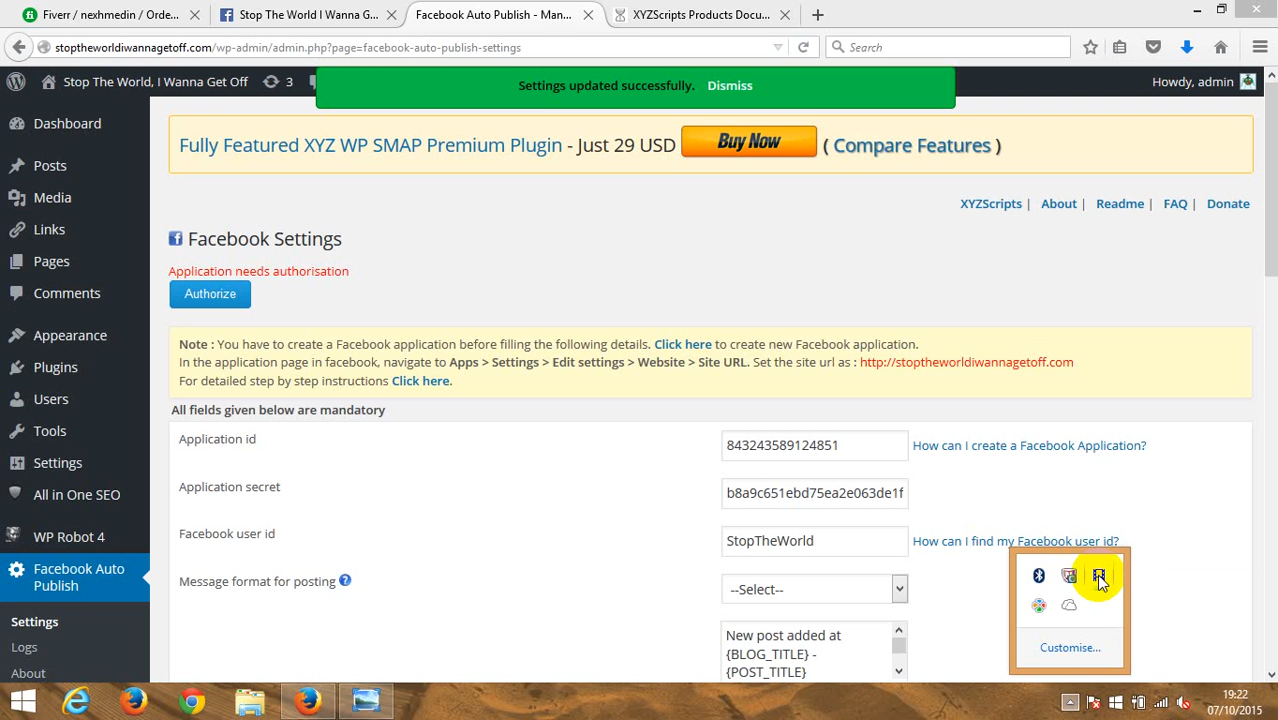 Fiverr / nexhmedin / Orde...
Stop The World I Wanna G...
Facebook Auto Publish - Man...
XYZScripts Products Docu...
stoptheworldiwannagetoff.com/wp-admin/admin.php?page=facebook-auto-publish-settings
Search
Stop The World, I Wanna Get Off
3
Howdy, admin
Settings updated successfully. Dismiss
Fully Featured XYZ WP SMAP Premium Plugin - Just 29 USD Buy Now ( Compare Features )
XYZScripts | About | Readme | FAQ | Donate
Dashboard
Posts
Media
Links
Pages
Comments
Appearance
Plugins
Users
Tools
Settings
All in One SEO
WP Robot 4
Facebook Auto
Publish
Settings
Logs
About
Facebook Settings
Application needs authorisation
Authorize
Note : You have to create a Facebook application before filling the following details. Click here to create new Facebook application.
In the application page in facebook, navigate to Apps > Settings > Edit settings > Website > Site URL. Set the site url as : http://stoptheworldiwannagetoff.com
For detailed step by step instructions Click here.
All fields given below are mandatory
Application id
843243589124851
How can I create a Facebook Application?
Application secret
b8a9c651ebd75ea2e063de1f
Facebook user id
StopTheWorld
How can I find my Facebook user id?
Message format for posting
--Select--
New post added at
{BLOG_TITLE} -
{POST_TITLE}
Customise...
19:22
07/10/2015